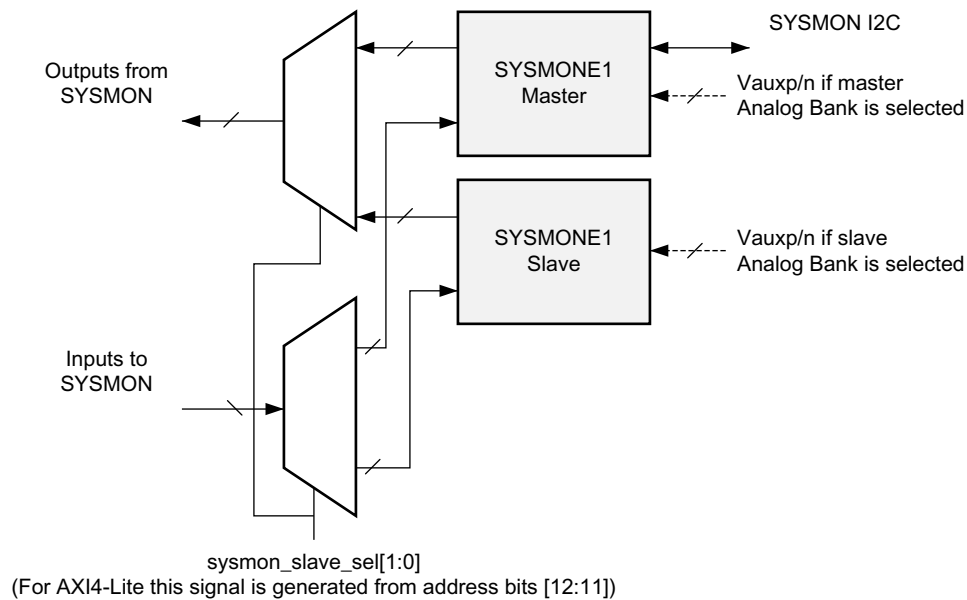 SYSMON I2C
Outputs from
SYSMON
SYSMONE1
Master
Vauxp/n if master
Analog Bank is selected
SYSMONE1
Slave
Vauxp/n if slave
Analog Bank is selected
Inputs to
SYSMON
sysmon_slave_sel[1:0]
(For AXI4-Lite this signal is generated from address bits [12:11])